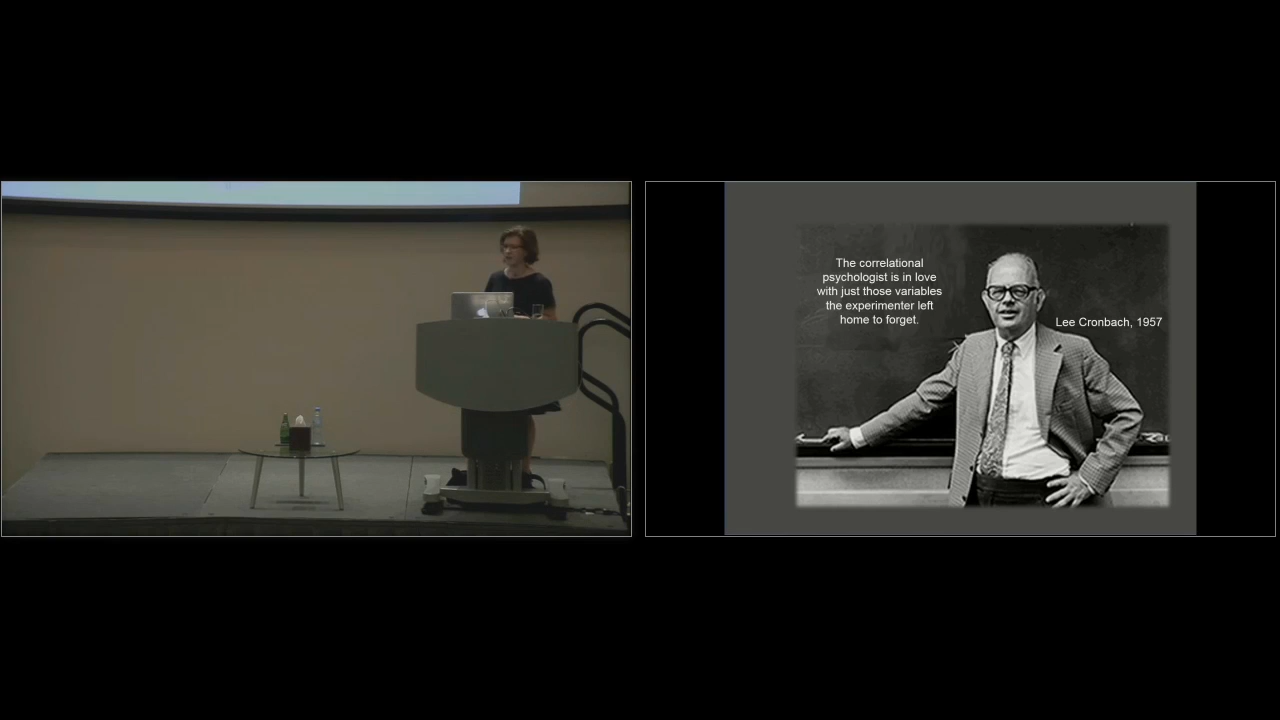 The correlational
psychologist is in love
with just those variables
the experimenter left
home to forget.
Lee Cronbach, 1957